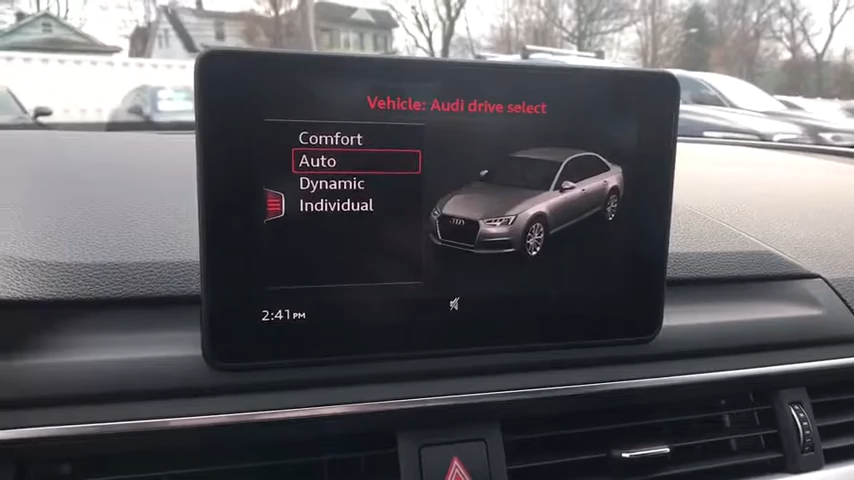 Vehicle: Audi drive select
Comfort
Auto
Dynamic
Individual
2:41 PM